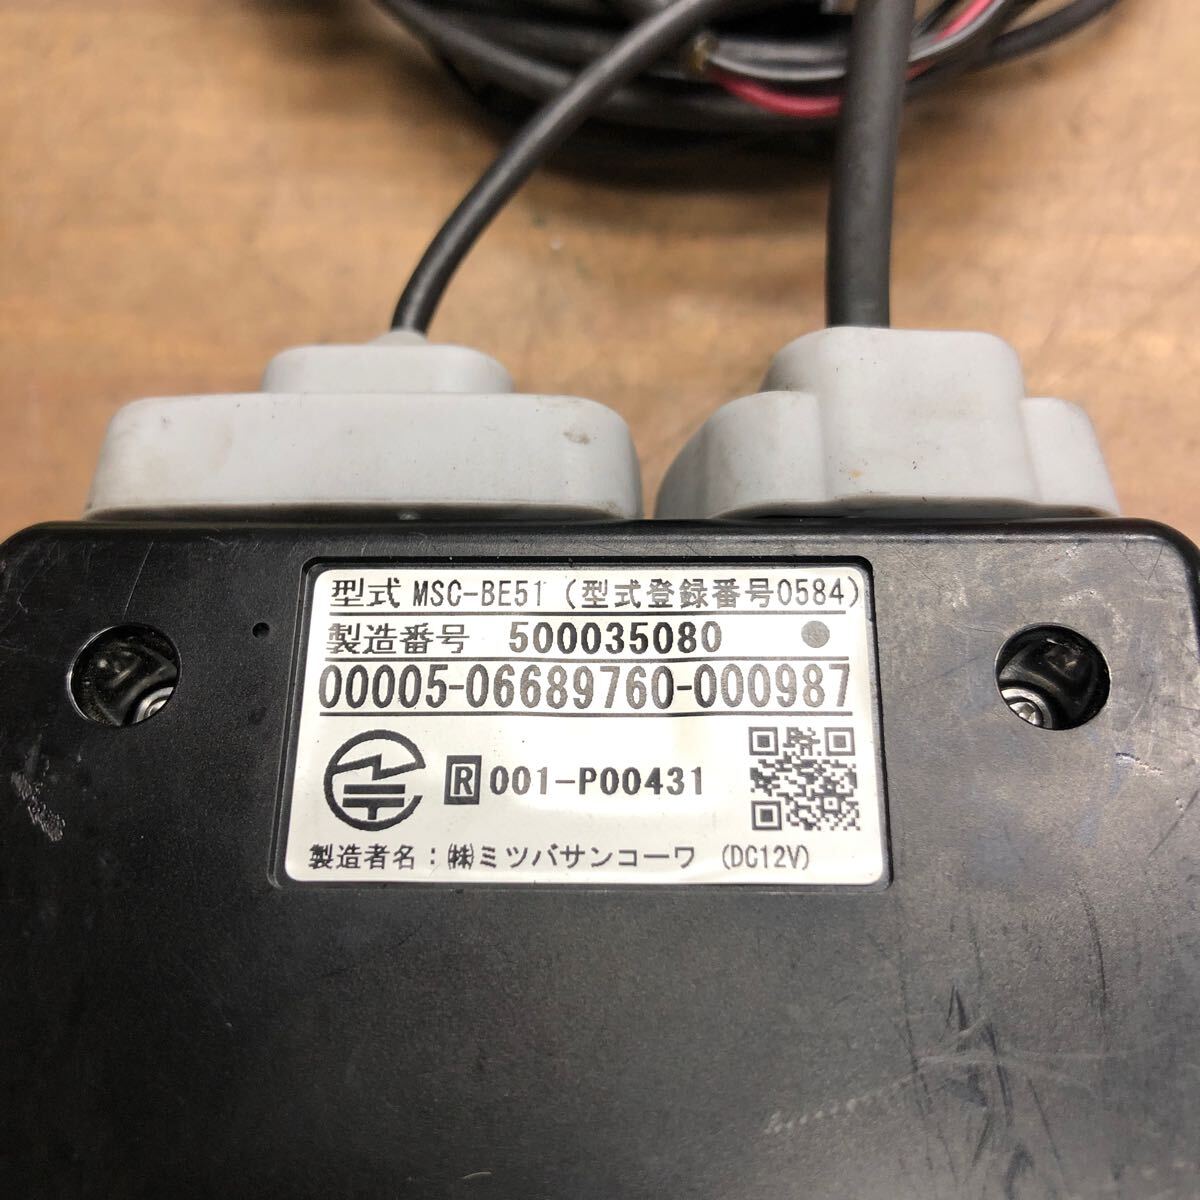 型式 MSC-BE51 (型式登録番号0584)
製造番号 500035080
00005-06689760-000987
R 001-P00431
製造者名：㈱ミツバサンコーワ (DC12V)